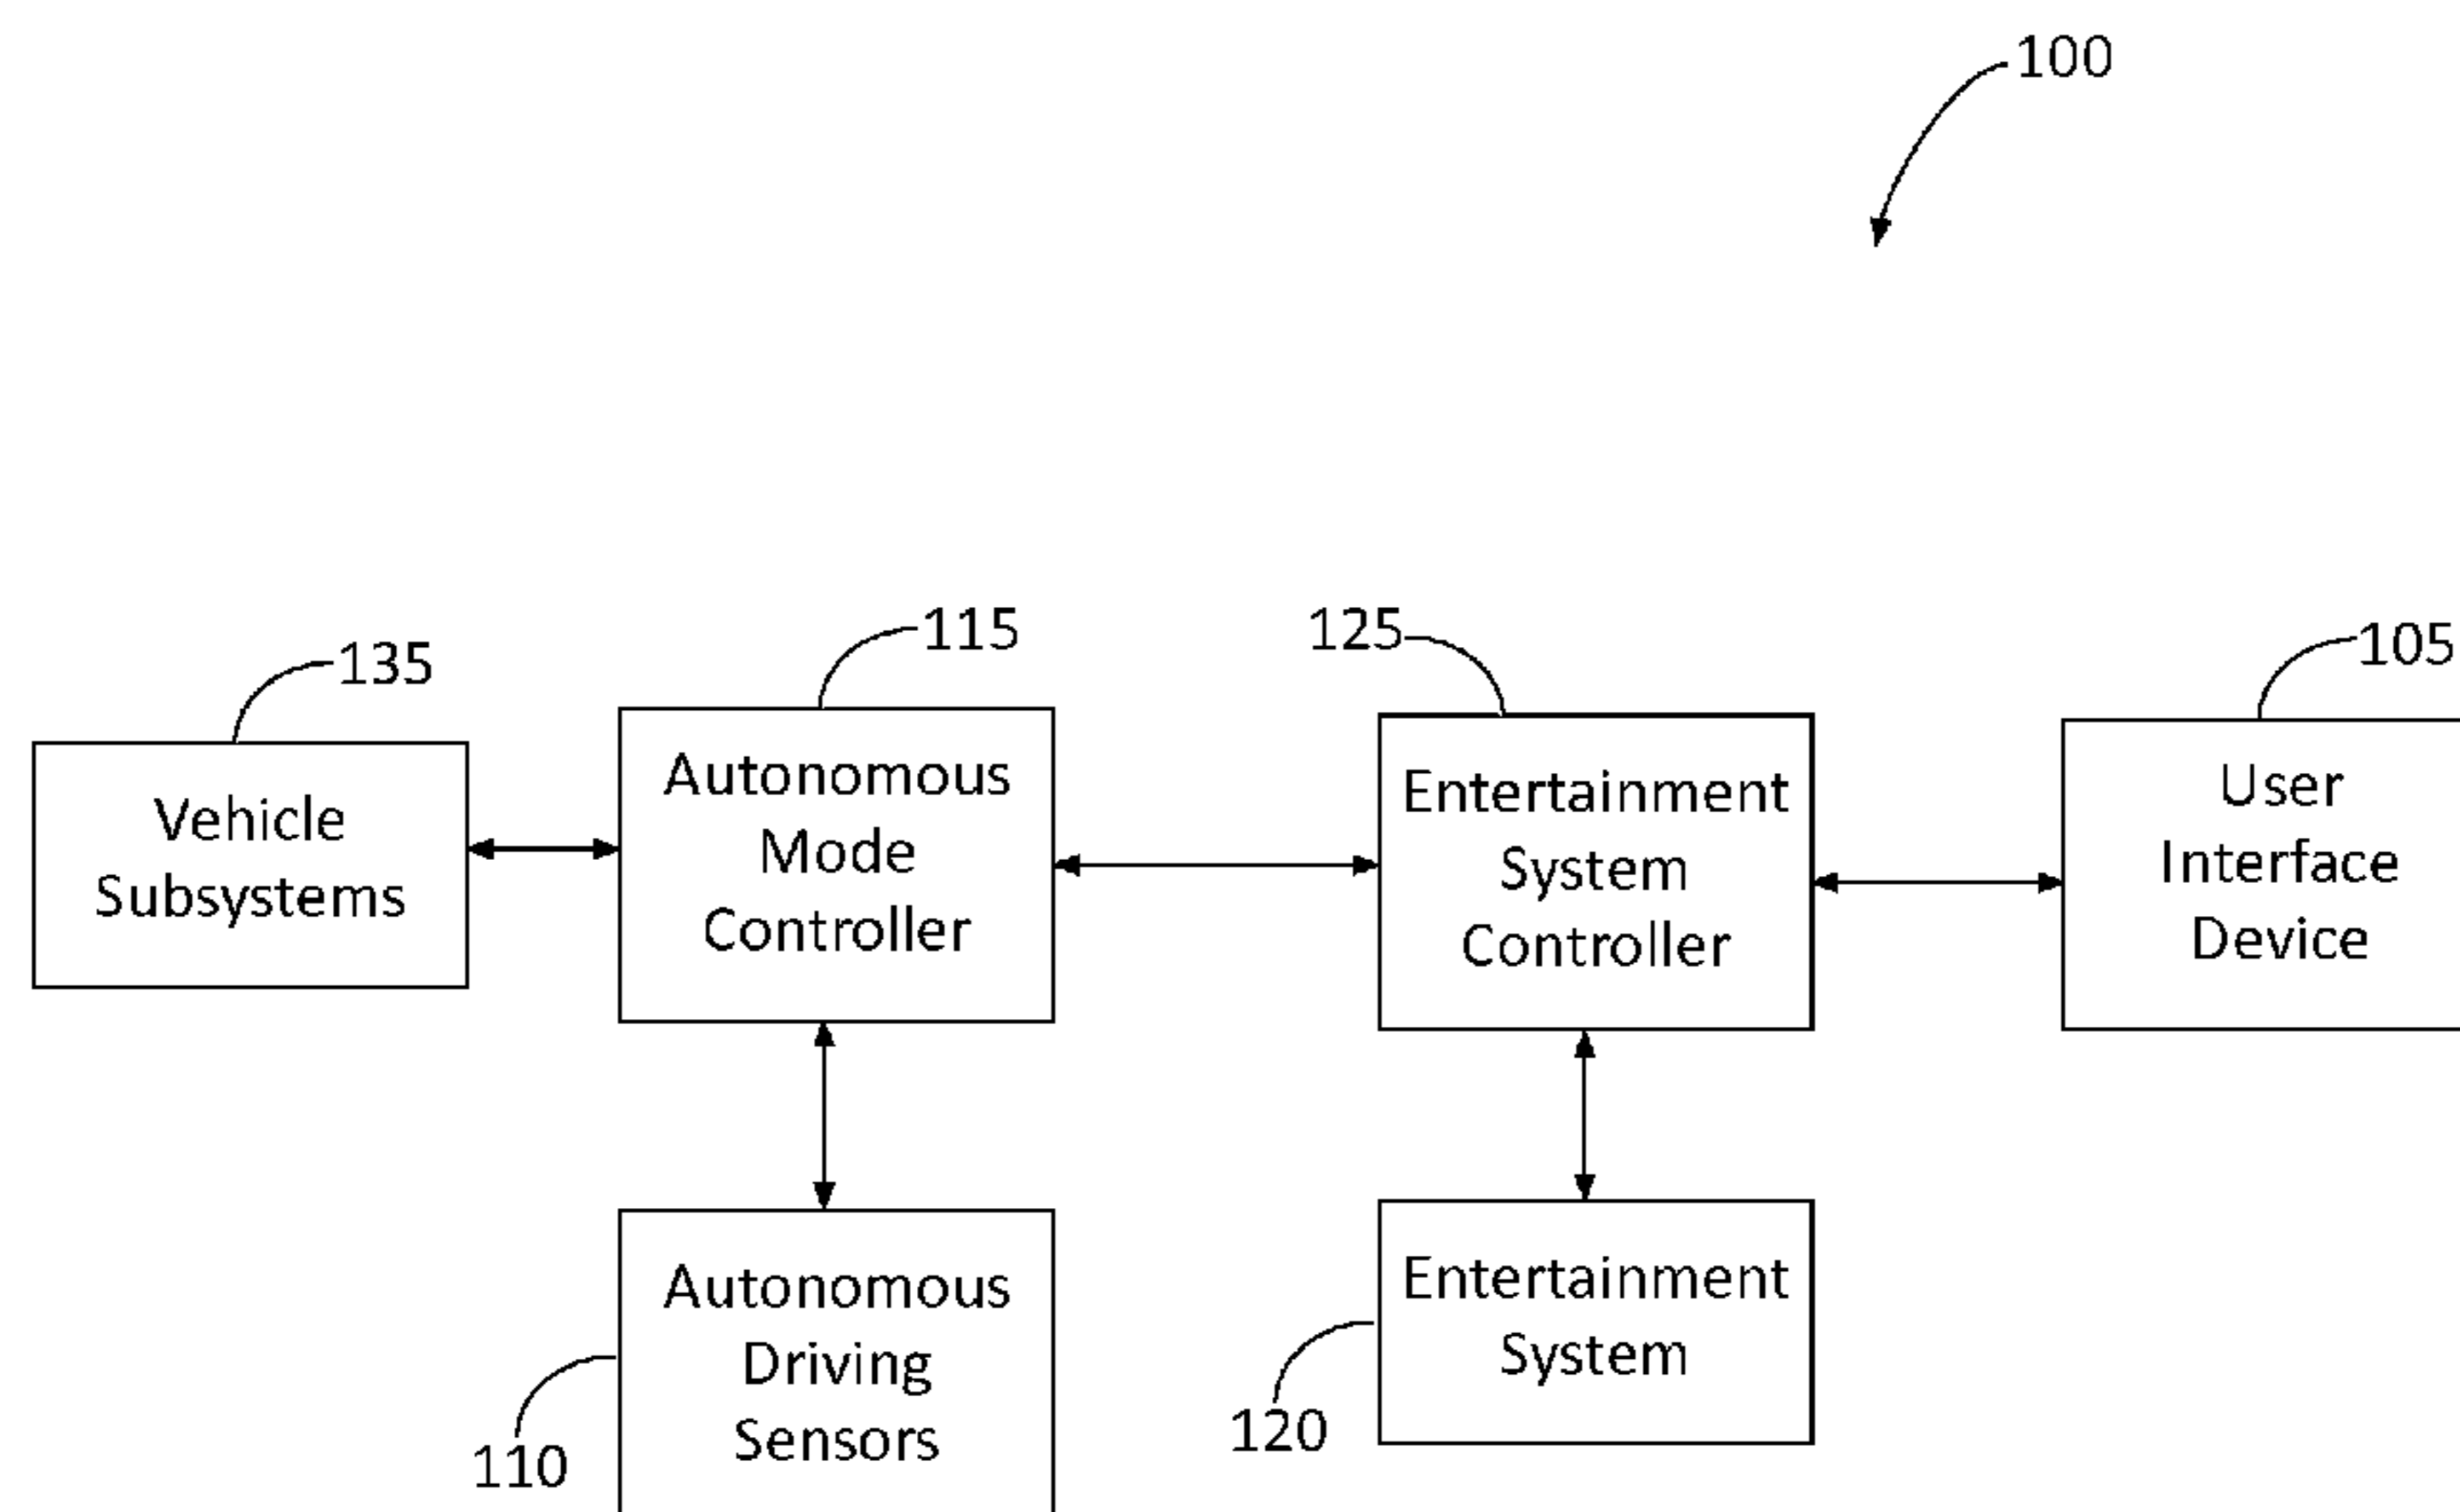 100
135
115
125
105
Vehicle
Subsystems
Autonomous
Mode
Controller
Entertainment
System
Controller
User
Interface
Device
Autonomous
Driving
Sensors
110
Entertainment
System
120